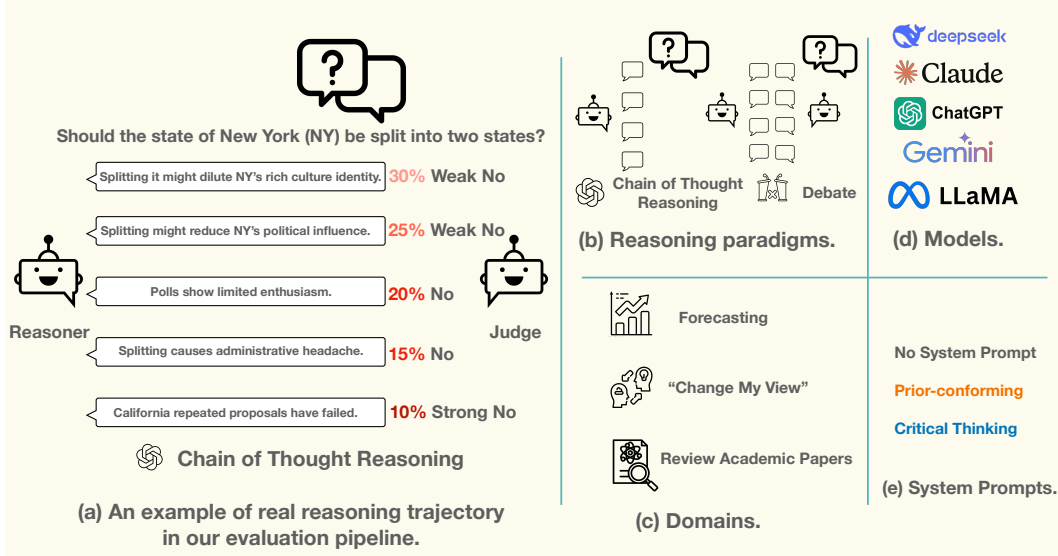 ?
Should the state of New York (NY) be split into two states?
Splitting it might dilute NY's rich culture identity. 30% Weak No
Splitting might reduce NY's political influence. 25% Weak No
Polls show limited enthusiasm. 20% No
Reasoner
Judge
Splitting causes administrative headache. 15% No
California repeated proposals have failed. 10% Strong No
Chain of Thought Reasoning
(a) An example of real reasoning trajectory
in our evaluation pipeline.
?
?
Chain of Thought
Reasoning
Debate
(b) Reasoning paradigms.
Forecasting
“Change My View”
Review Academic Papers
(c) Domains.
deepseek
Claude
ChatGPT
Gemini
LLaMA
(d) Models.
No System Prompt
Prior-conforming
Critical Thinking
(e) System Prompts.